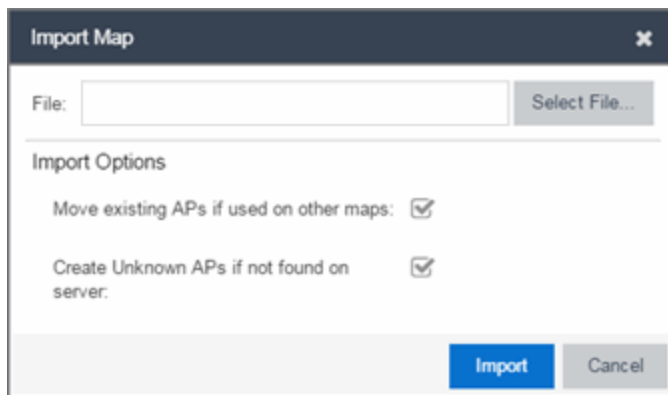 Import Map
File:
Select File...
Import Options
Move existing APs if used on other maps:
Create Unknown APs if not found on
server:
Import
Cancel